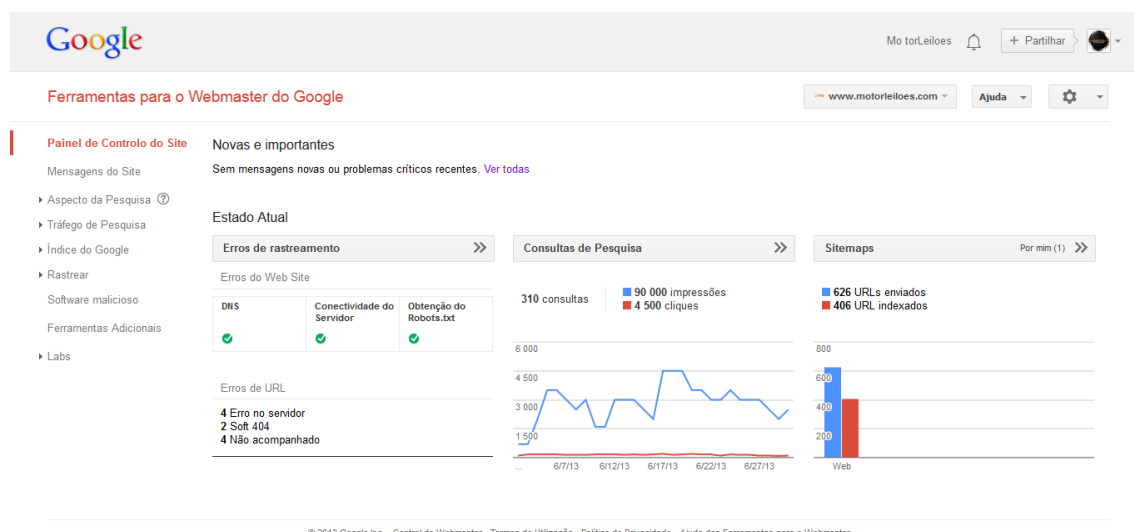 Google
Mo torLeiloes
+ Partilhar
Ferramentas para o Webmaster do Google
www.motorleiloes.com
Ajuda
Painel de Controlo do Site
Mensagens do Site
Aspecto da Pesquisa ?
Tráfego de Pesquisa
Índice do Google
Rastrear
Software malicioso
Ferramentas Adicionais
Labs
Novas e importantes
Sem mensagens novas ou problemas críticos recentes. Ver todas
Estado Atual
Erros de rastreamento
Erros do Web Site
DNS
Conectividade do Servidor
Obtenção do Robots.txt
Erros de URL
4 Erro no servidor
2 Soft 404
4 Não acompanhado
Consultas de Pesquisa
310 consultas
90 000 impressões
4 500 cliques
6 000
4 500
3 000
1 500
... 6/7/13 6/12/13 6/17/13 6/22/13 6/27/13
Sitemaps
Por mim (1)
626 URLs enviados
406 URL indexados
800
600
400
200
Web